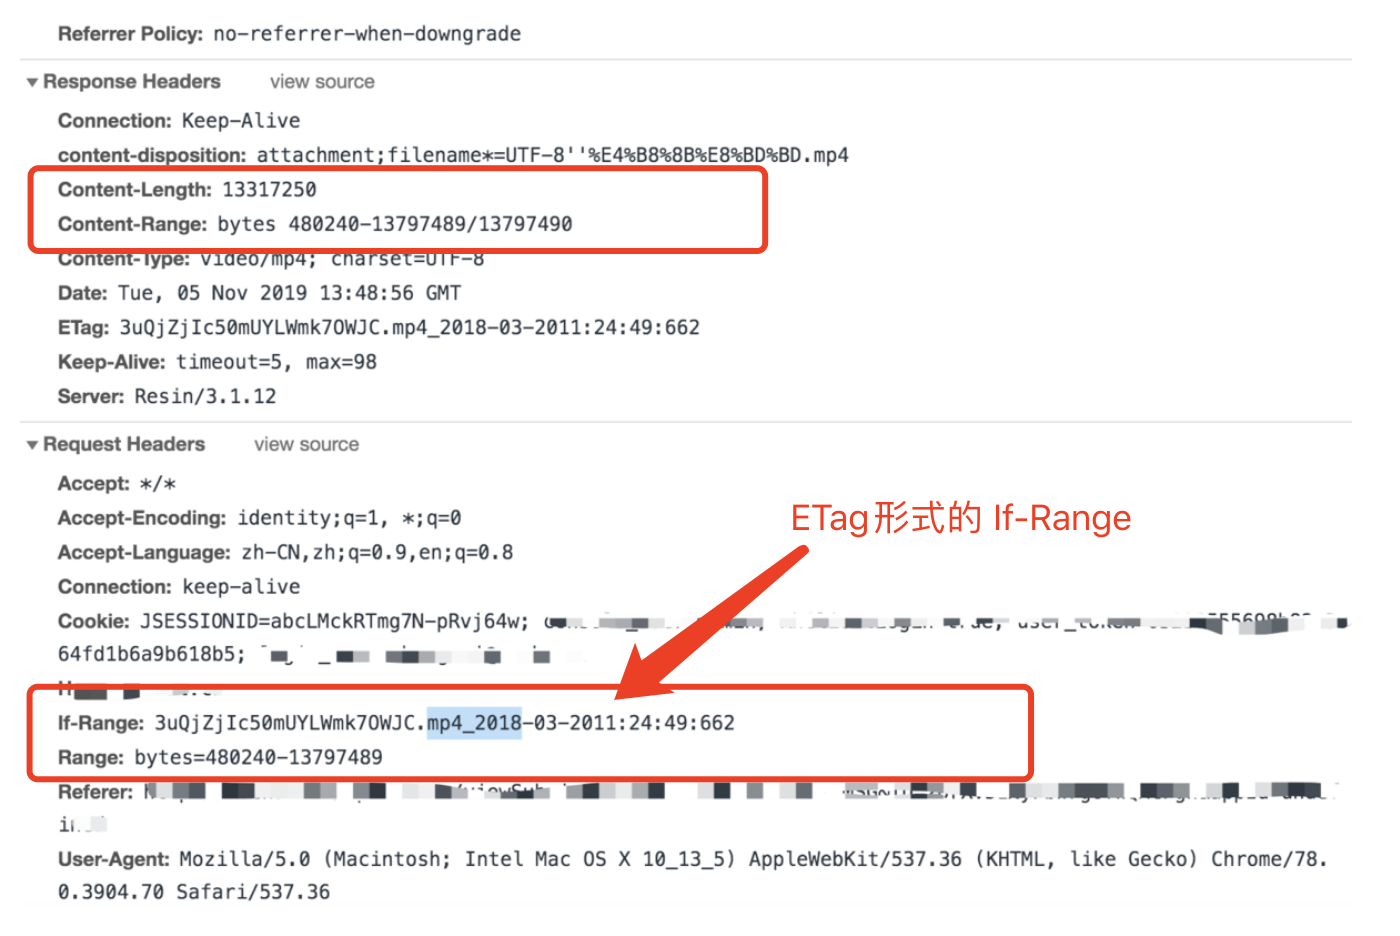 Referrer Policy: no-referrer-when-downgrade
Response Headers view source
Connection: Keep-Alive
content-disposition: attachment;filename*=UTF-8''%E4%B8%8B%E8%BD%BD.mp4
Content-Length: 13317250
Content-Range: bytes 480240-13797489/13797490
Content-Type: video/mp4; charset=UTF-8
Date: Tue, 05 Nov 2019 13:48:56 GMT
ETag: 3uQjZjIc50mUYLWmk7OWJC.mp4_2018-03-2011:24:49:662
Keep-Alive: timeout=5, max=98
Server: Resin/3.1.12
Request Headers view source
Accept: */*
Accept-Encoding: identity;q=1, *;q=0
ETag形式的 If-Range
Accept-Language: zh-CN,zh;q=0.9,en;q=0.8
Connection: keep-alive
Cookie: JSESSIONID=abcLMckRTmg7N-pRvj64w;
64fd1b6a9b618b5;
If-Range: 3uQjZjIc50mUYLWmk7OWJC.mp4_2018-03-2011:24:49:662
Range: bytes=480240-13797489
Referer:
User-Agent: Mozilla/5.0 (Macintosh; Intel Mac OS X 10_13_5) AppleWebKit/537.36 (KHTML, like Gecko) Chrome/78.
0.3904.70 Safari/537.36